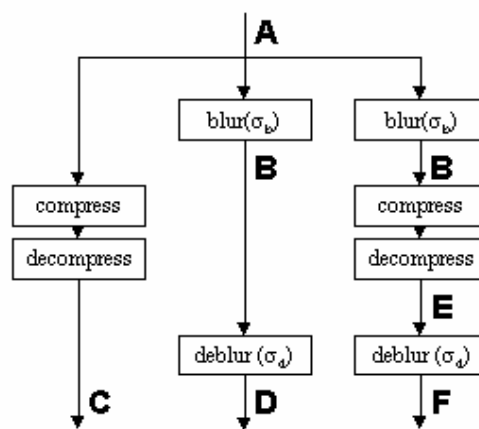 A
blur(σb) blur(σb)
B B
compress compress
decompress decompress
E
deblur (σd) deblur (σd)
C D F